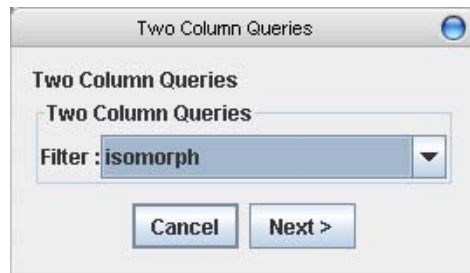 Two Column Queries
Two Column Queries
Two Column Queries
Filter : isomorph
Cancel Next >